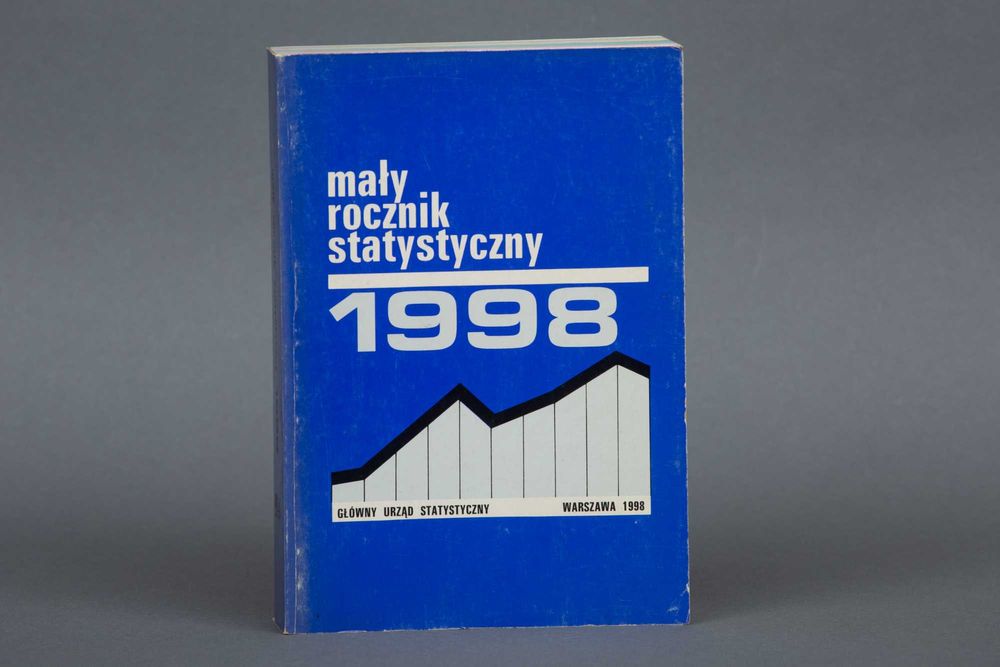 mały
rocznik
statystyczny
1998
GŁÓWNY URZĄD STATYSTYCZNY WARSZAWA 1998